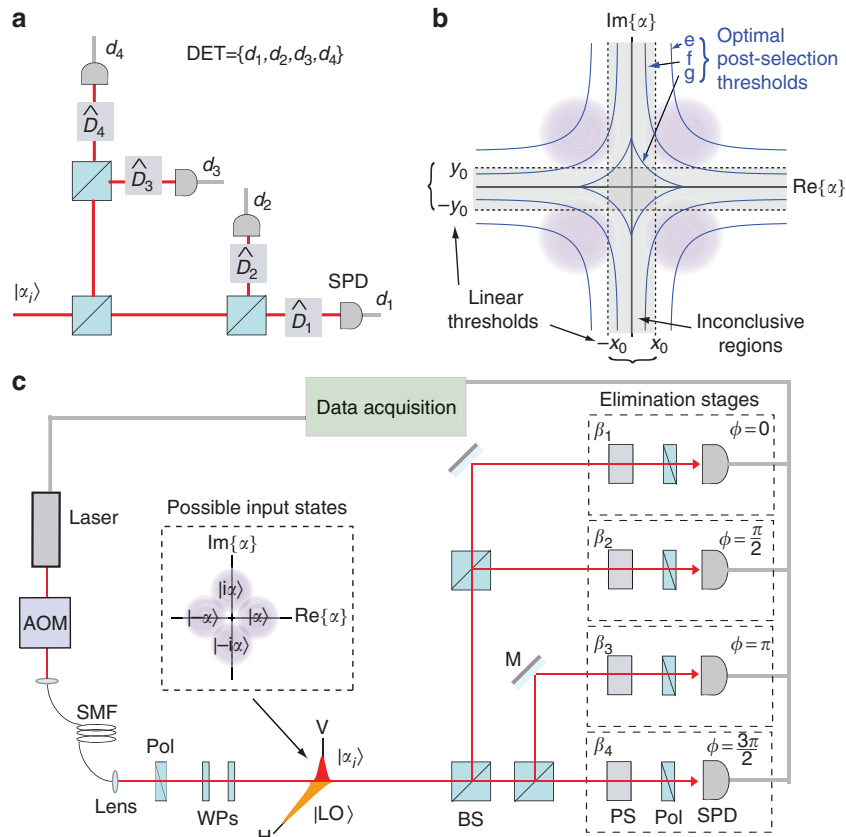 a
d4
DET={d1,d2,d3,d4}
D̂4
D̂3
d3
d2
D̂2
SPD
|αi⟩
D̂1
d1
b
Im{α}
e
f
g
Optimal
post-selection
thresholds
y0
−y0
Re{α}
Linear
thresholds
Inconclusive
regions
−x0
x0
c
Data acquisition
Elimination stages
β1
ϕ=0
β2
ϕ=π/2
β3
ϕ=π
β4
ϕ=3π/2
Laser
AOM
SMF
Pol
Lens
WPs
Possible input states
Im{α}
|iα⟩
|−α⟩
|α⟩
Re{α}
|−iα⟩
V
|αi⟩
|LO⟩
H
M
BS
PS
Pol
SPD